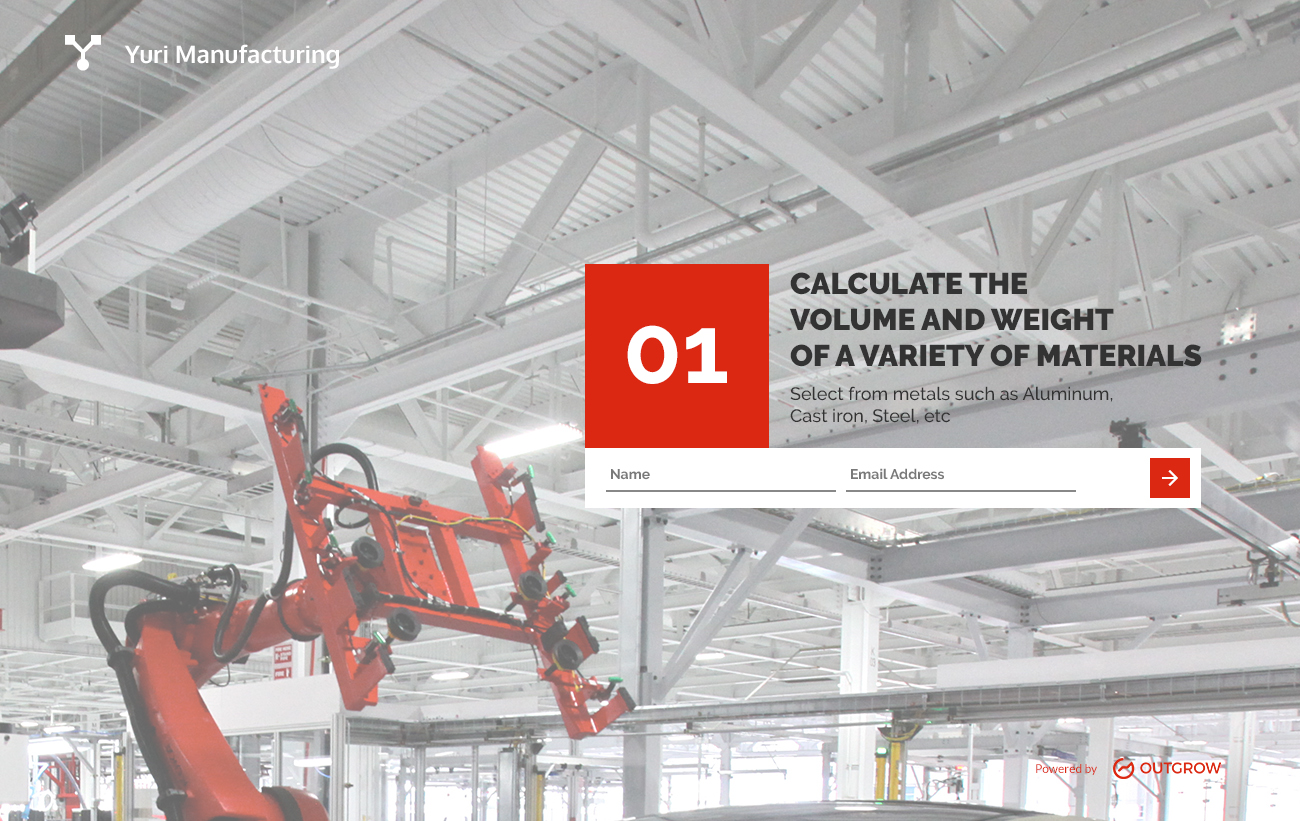 Yuri Manufacturing
01
CALCULATE THE
VOLUME AND WEIGHT
OF A VARIETY OF MATERIALS
Select from metals such as Aluminum,
Cast iron, Steel, etc
Name
Email Address
Powered by
OUTGROW